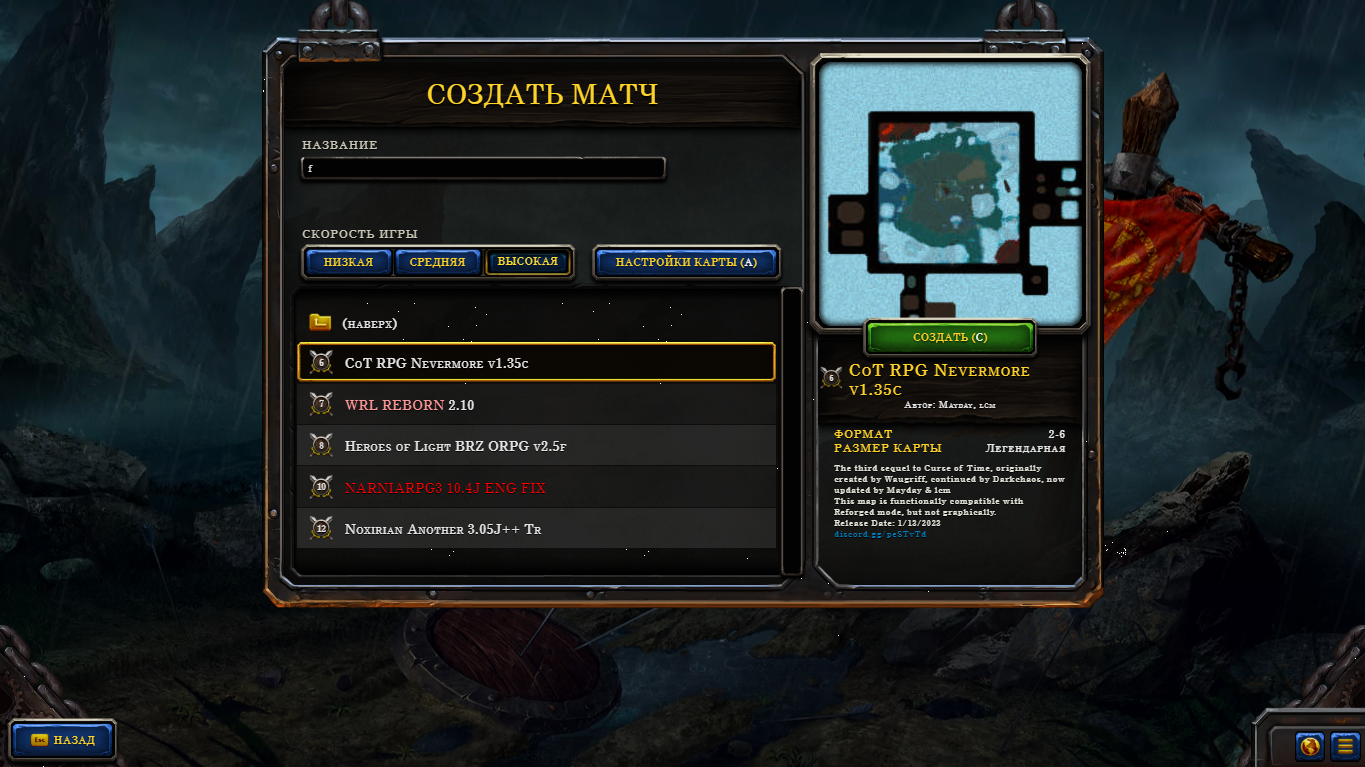 СОЗДАТЬ МАТЧ
НАЗВАНИЕ
f
СКОРОСТЬ ИГРЫ
НИЗКАЯ
СРЕДНЯЯ
ВЫСОКАЯ
НАСТРОЙКИ КАРТЫ (A)
(НАВЕРХ)
6
CoT RPG Nevermore v1.35c
7
WRL REBORN 2.10
8
Heroes of Light BRZ ORPG v2.5f
10
NARNIARPG3 10.4J ENG FIX
12
Noxirian Another 3.05J++ Tr
СОЗДАТЬ (C)
6
CoT RPG Nevermore
v1.35c
Автор: Mayday, 1cm
ФОРМАТ 2-6
РАЗМЕР КАРТЫ Легендарная
The third sequel to Curse of Time, originally
created by Waugriff, continued by Darkchaos, now
updated by Mayday & 1cm
This map is functionally compatible with
Reforged mode, but not graphically.
Release Date: 1/13/2023
discord.gg/peSTvTd
Esc НАЗАД